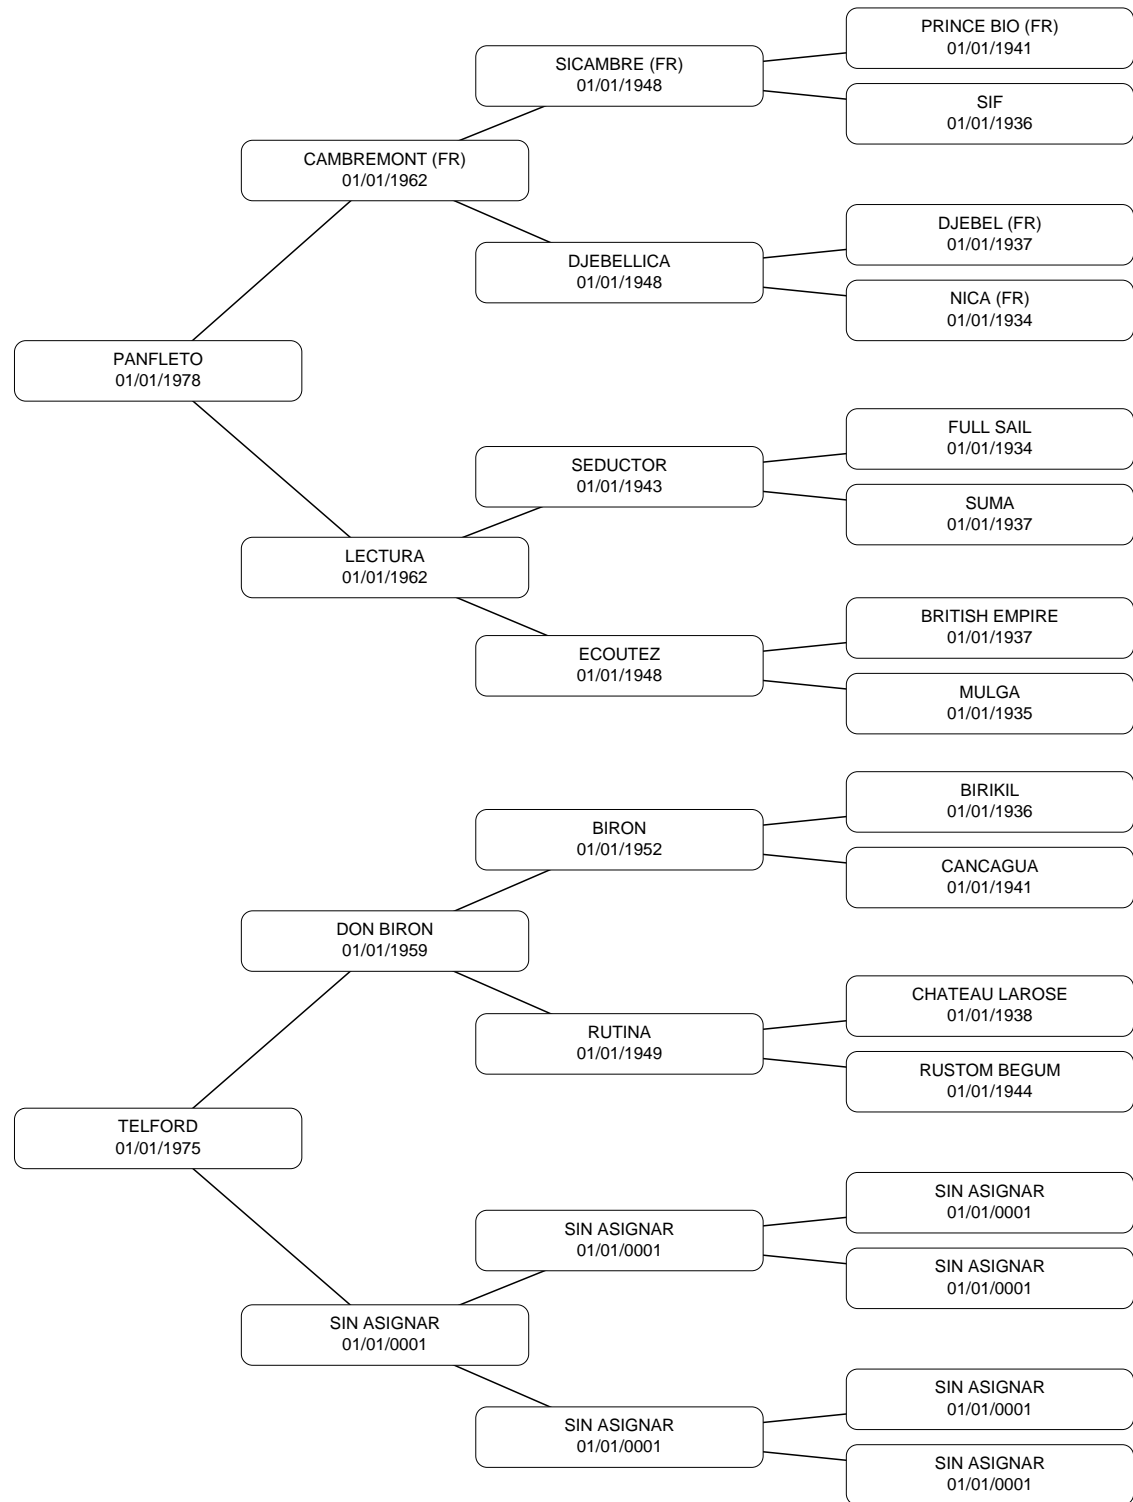 PRINCE BIO (FR)
01/01/1941
SICAMBRE (FR)
01/01/1948
SIF
01/01/1936
CAMBREMONT (FR)
01/01/1962
DJEBEL (FR)
01/01/1937
DJEBELLICA
01/01/1948
NICA (FR)
01/01/1934
PANFLETO
01/01/1978
FULL SAIL
01/01/1934
SEDUCTOR
01/01/1943
SUMA
01/01/1937
LECTURA
01/01/1962
BRITISH EMPIRE
01/01/1937
ECOUTEZ
01/01/1948
MULGA
01/01/1935
BIRIKIL
01/01/1936
BIRON
01/01/1952
CANCAGUA
01/01/1941
DON BIRON
01/01/1959
CHATEAU LAROSE
01/01/1938
RUTINA
01/01/1949
RUSTOM BEGUM
01/01/1944
TELFORD
01/01/1975
SIN ASIGNAR
01/01/0001
SIN ASIGNAR
01/01/0001
SIN ASIGNAR
01/01/0001
SIN ASIGNAR
01/01/0001
SIN ASIGNAR
01/01/0001
SIN ASIGNAR
01/01/0001
SIN ASIGNAR
01/01/0001